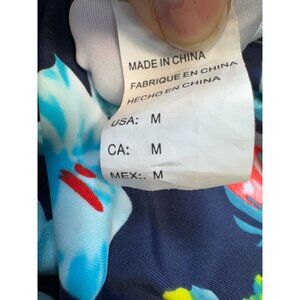 MADE IN CHINA
FABRIQUE EN CHINA
HECHO EN CHINA
USA: M
CA: M
MEX:. M